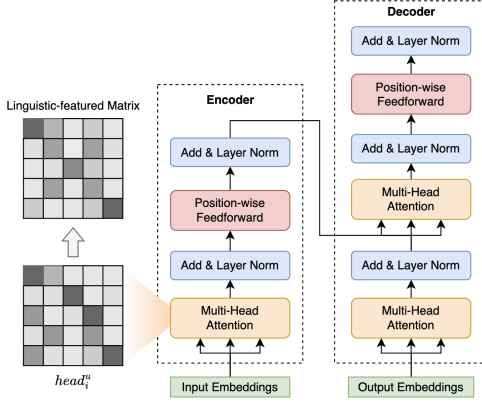 Linguistic-featured Matrix
head_i^u
Encoder
Add & Layer Norm
Position-wise
Feedforward
Add & Layer Norm
Multi-Head
Attention
Input Embeddings
Decoder
Add & Layer Norm
Position-wise
Feedforward
Add & Layer Norm
Multi-Head
Attention
Add & Layer Norm
Multi-Head
Attention
Output Embeddings